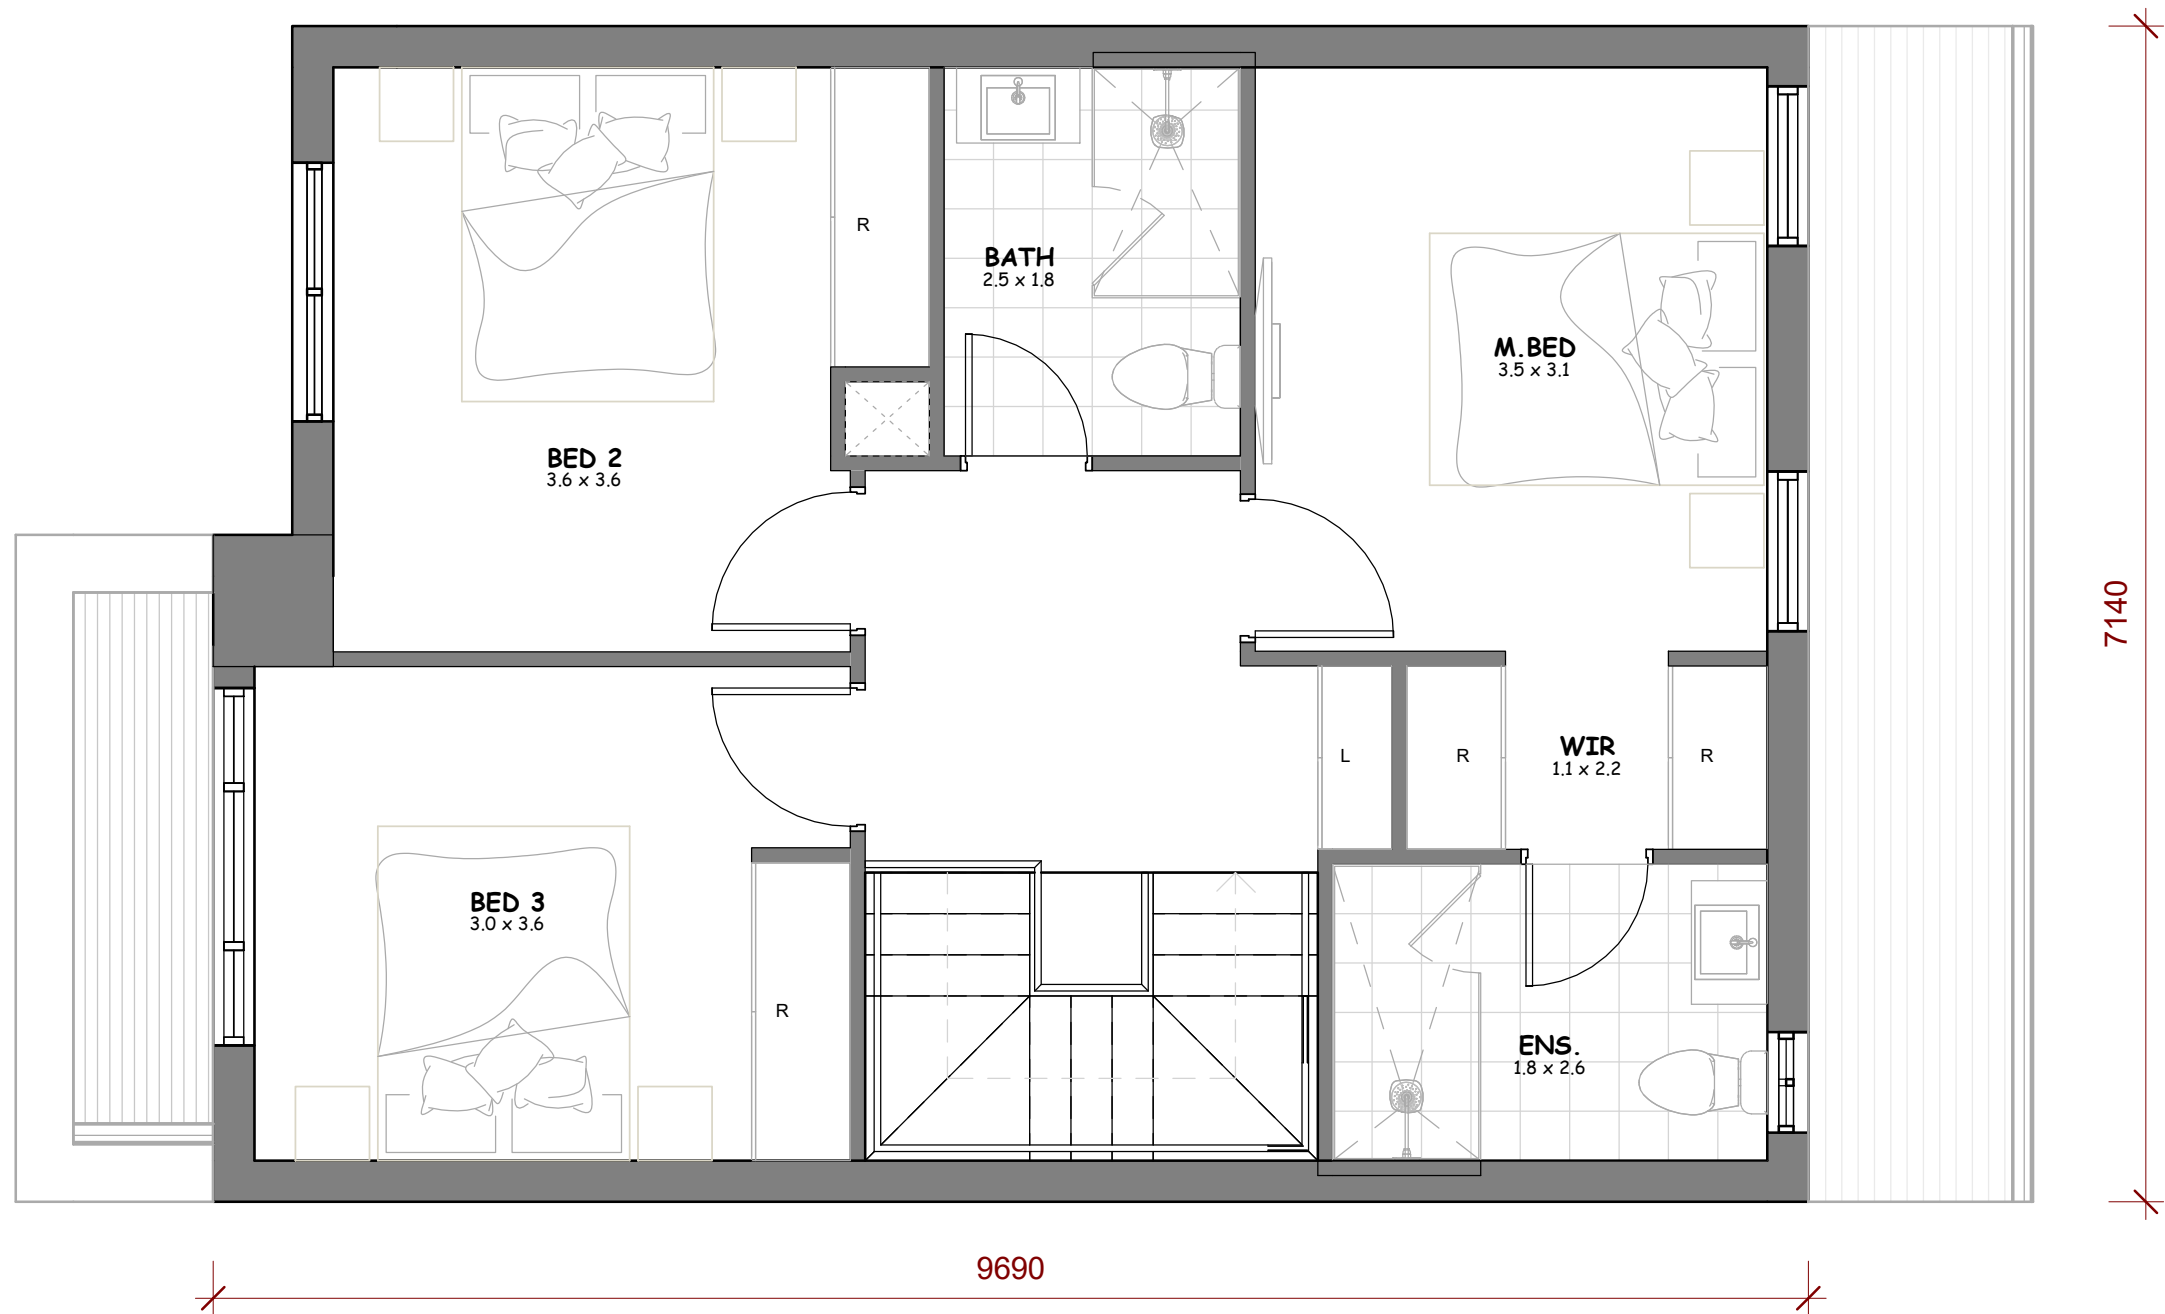 R
BATH
2.5 x 1.8
M.BED
3.5 x 3.1
BED 2
3.6 x 3.6
7140
L
R
WIR
1.1 x 2.2
R
BED 3
3.0 x 3.6
R
ENS.
1.8 x 2.6
9690